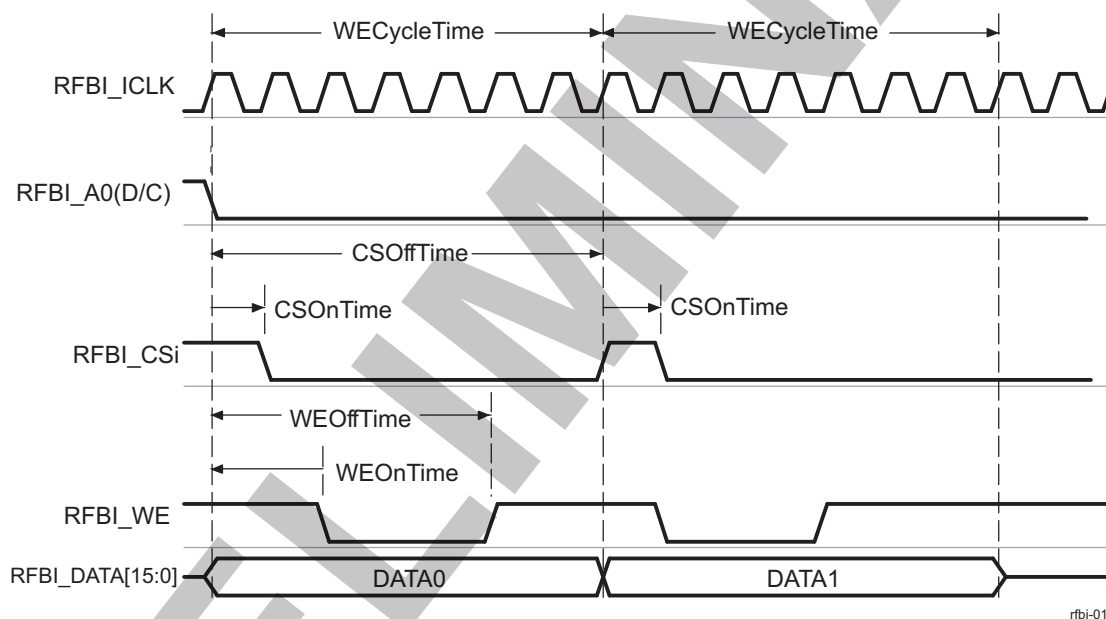 WECycleTime WECycleTime
RFBI_ICLK
RFBI_A0(D/C)
CSOffTime
CSOnTime CSOnTime
RFBI_CSi
WEOffTime
WEOnTime
RFBI_WE
RFBI_DATA[15:0] DATA0 DATA1
rfbi-01